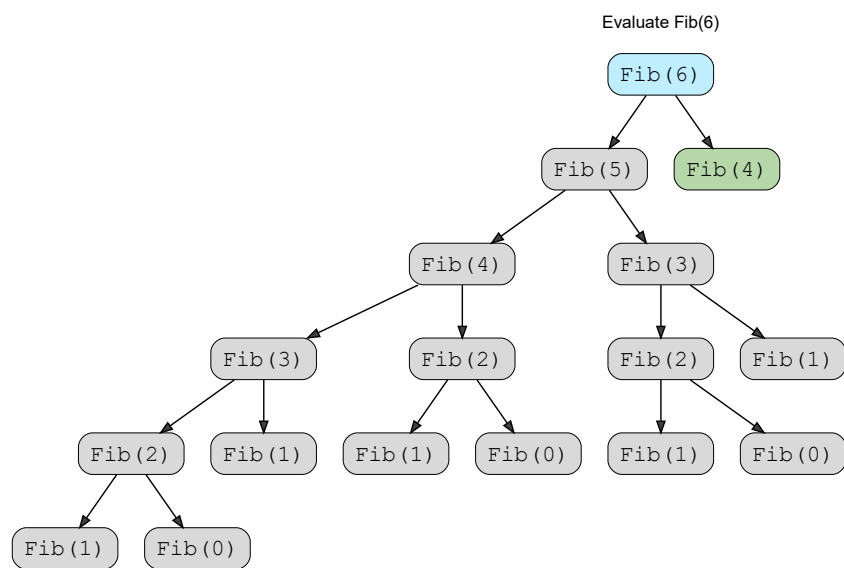 Evaluate Fib(6)
Fib(6)
Fib(5)
Fib(4)
Fib(4)
Fib(3)
Fib(3)
Fib(2)
Fib(2)
Fib(1)
Fib(2)
Fib(1)
Fib(1)
Fib(0)
Fib(1)
Fib(0)
Fib(1)
Fib(0)